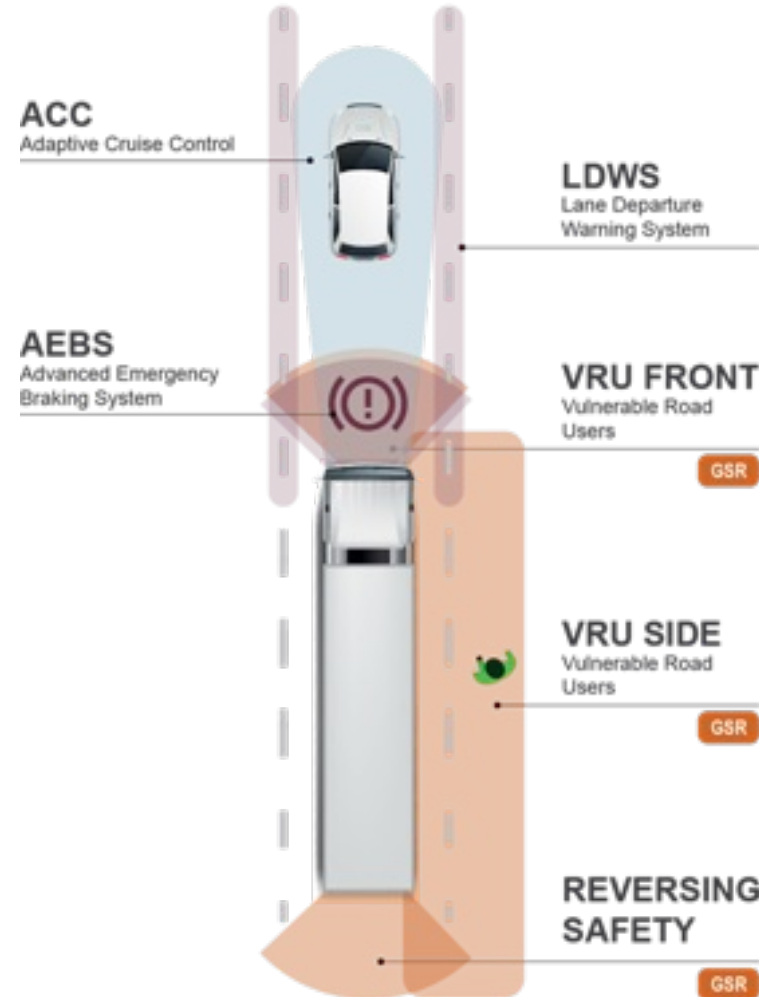 ACC
Adaptive Cruise Control
LDWS
Lane Departure
Warning System
AEBS
Advanced Emergency
Braking System
VRU FRONT
Vulnerable Road
Users
GSR
VRU SIDE
Vulnerable Road
Users
GSR
REVERSING
SAFETY
GSR